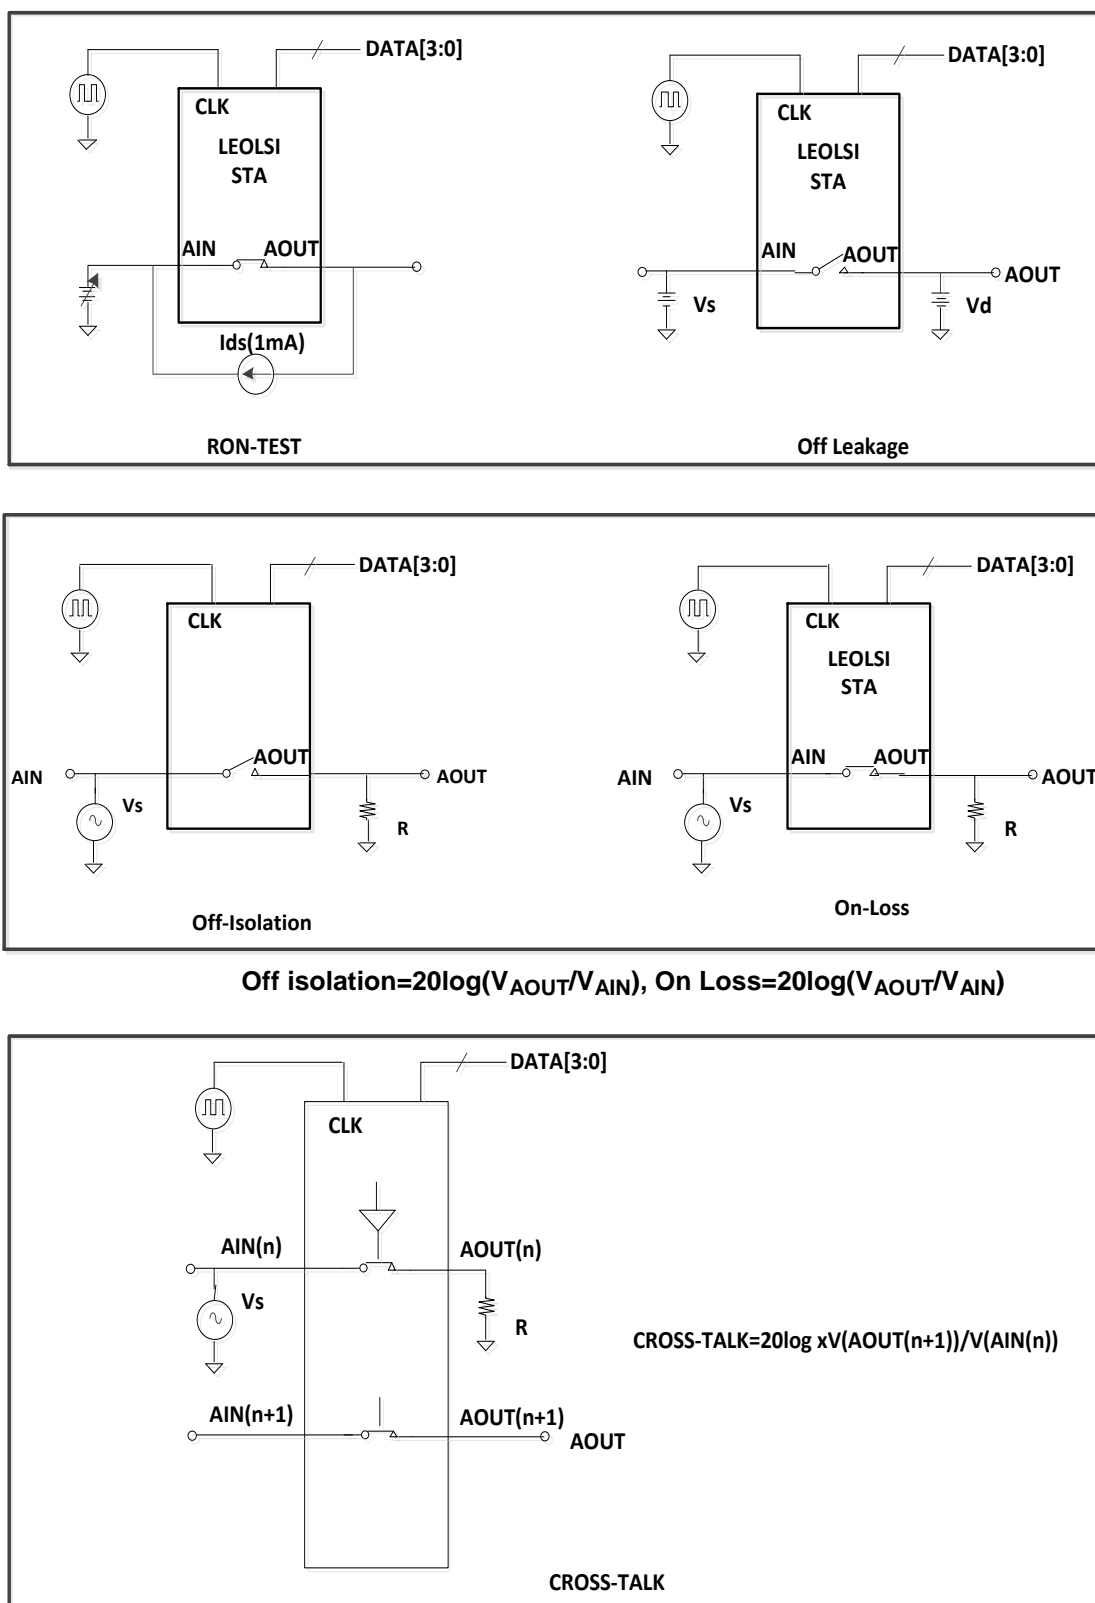 DATA[3:0]
CLK
LEOLSI
STA
AIN
AOUT
Ids(1mA)
RON-TEST
DATA[3:0]
CLK
LEOLSI
STA
AIN
AOUT
AOUT
Vs
Vd
Off Leakage
DATA[3:0]
CLK
AOUT
AIN
AOUT
Vs
R
Off-Isolation
DATA[3:0]
CLK
LEOLSI
STA
AIN
AOUT
AIN
AOUT
Vs
R
On-Loss
Off isolation=20log(VAOUT/VAIN), On Loss=20log(VAOUT/VAIN)
DATA[3:0]
CLK
AIN(n)
AOUT(n)
Vs
R
CROSS-TALK=20log xV(AOUT(n+1))/V(AIN(n))
AIN(n+1)
AOUT(n+1)
AOUT
CROSS-TALK